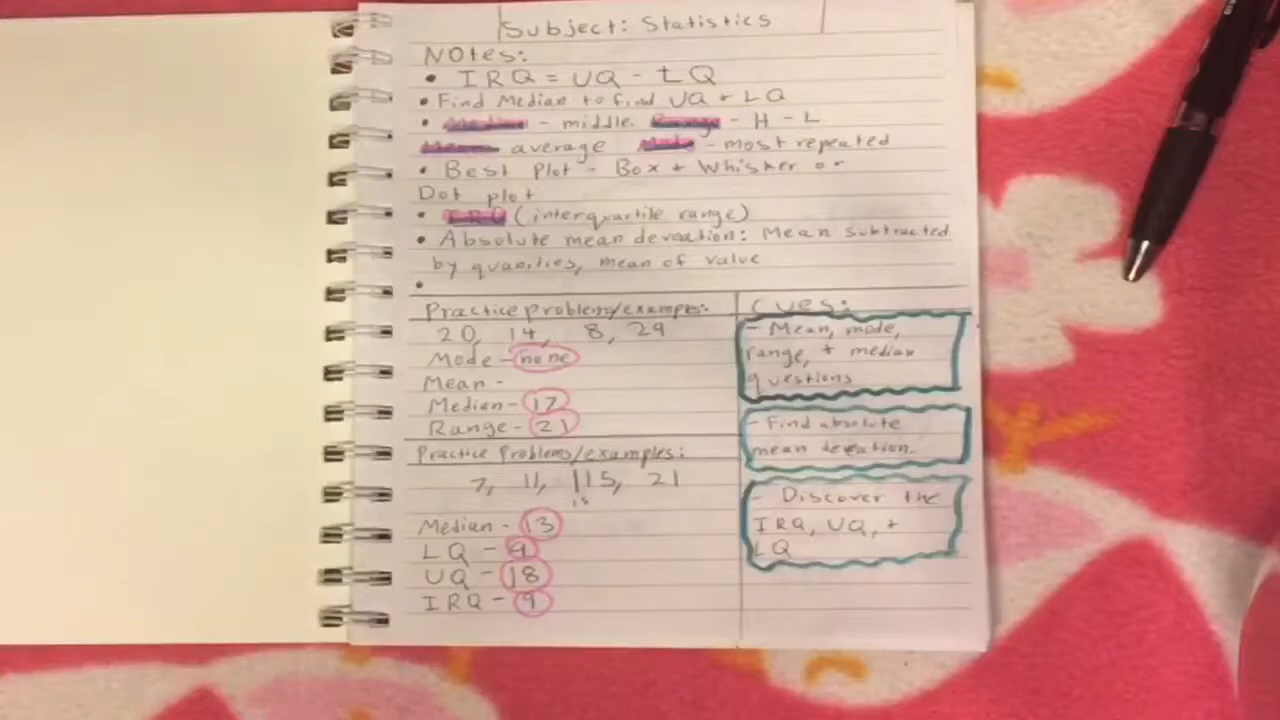 Subject: Statistics
Notes:
• IRQ = UQ - LQ
• Find Median to find UQ + LQ
• Median - middle. Range - H - L
Mean - average Mode - most repeated
• Best Plot - Box + Whisker or
Dot plot
• IRQ (interquartile range)
• Absolute mean deveation: Mean subtracted
by quanities, mean of value
•
Practice problems/examples:
20, 14, 8, 29
Mode - none
Mean -
Median - 17
Range - 21
Practice Problems/examples:
7, 11, | 15, 21
13
Median - 13
LQ - 9
UQ - 18
IRQ - 9
Cues:
- Mean, mode,
range, + median
questions
- Find absolute
mean deveation.
- Discover the
IRQ, UQ, +
LQ